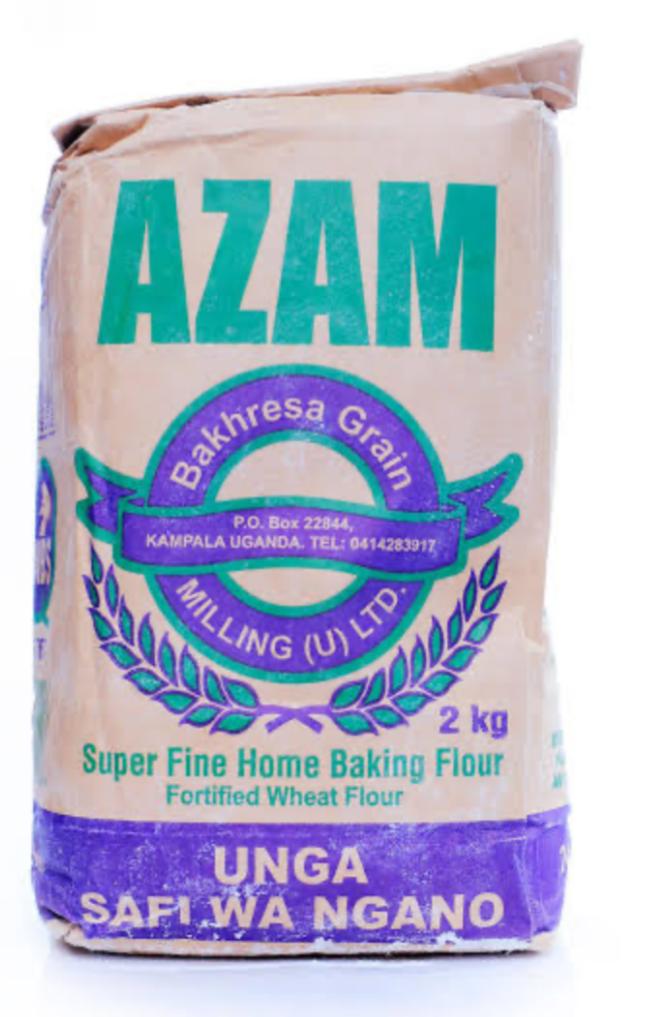 AZAM
Bakhresa Grain
P.O. Box 22844,
KAMPALA UGANDA. TEL: 0414283917
MILLING (U) LTD.
2 kg
Super Fine Home Baking Flour
Fortified Wheat Flour
UNGA
SAFI WA NGANO